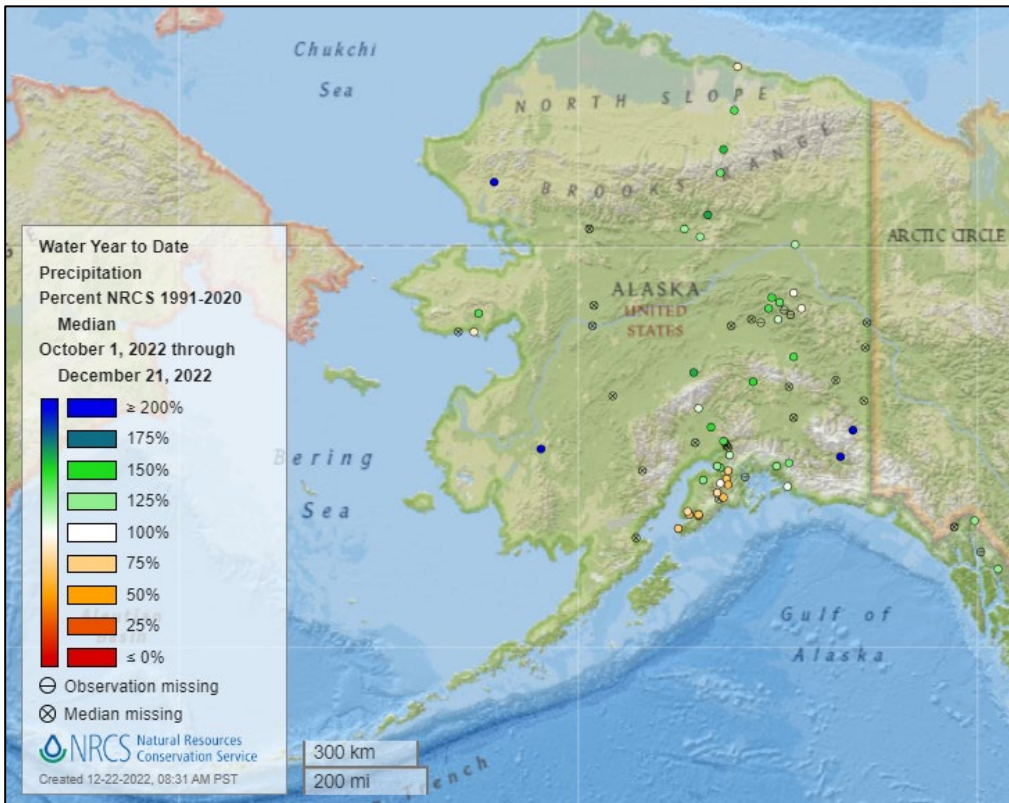 Chukchi
Sea
NORTH SLOPE
BROOKS RANGE
ARCTIC CIRCLE
ALASKA
UNITED
STATES
Bering
Sea
Gulf of
Alaska
Trench
Water Year to Date
Precipitation
Percent NRCS 1991-2020
Median
October 1, 2022 through
December 21, 2022
≥ 200%
175%
150%
125%
100%
75%
50%
25%
≤ 0%
Aleutian
Basin
Observation missing
Median missing
NRCS Natural Resources
Conservation Service
Created 12-22-2022, 08:31 AM PST
300 km
200 mi